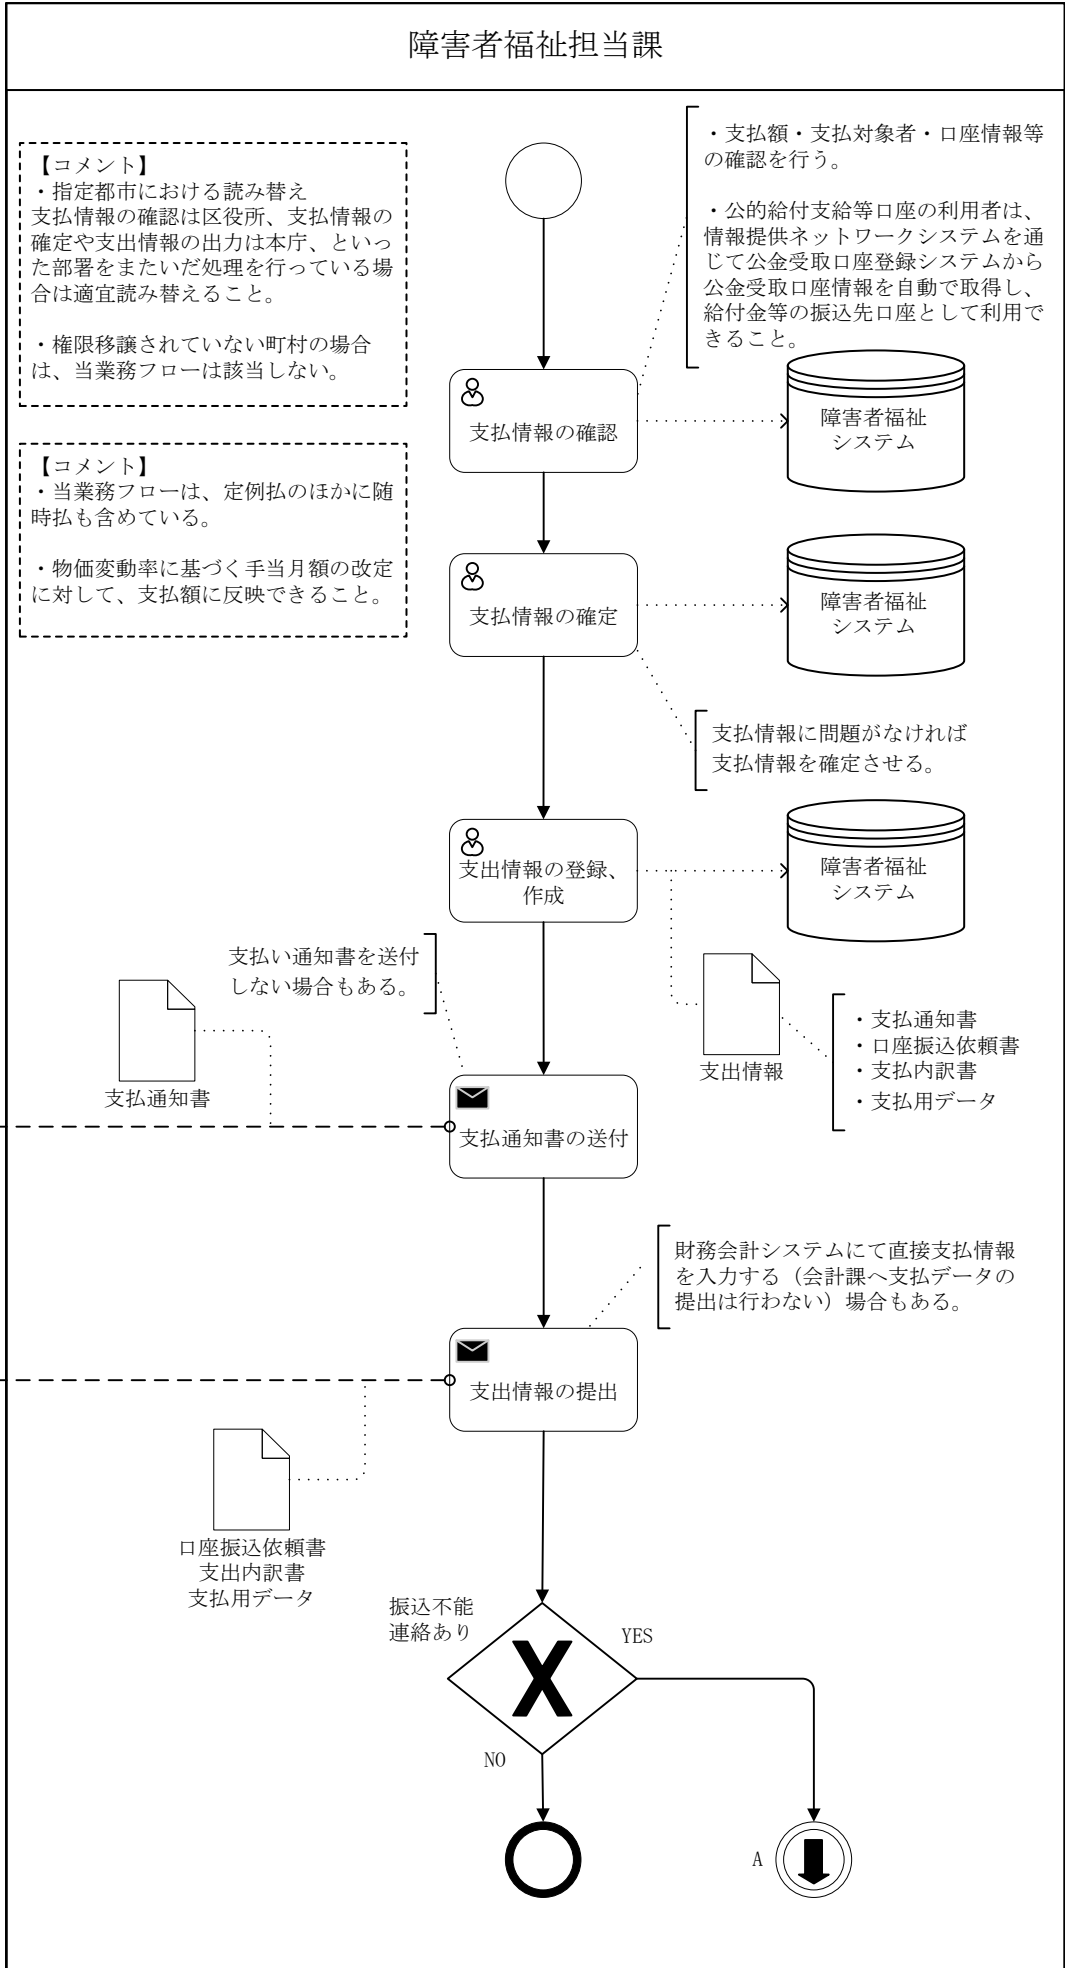 障害者福祉担当課
【コメント】
・指定都市における読み替え
支払情報の確認は区役所、支払情報の
確定や支出情報の出力は本庁、といっ
た部署をまたいだ処理を行っている場
合は適宜読み替えること。
・権限移譲されていない町村の場合
は、当業務フローは該当しない。
・支払額・支払対象者・口座情報等
の確認を行う。
・公的給付支給等口座の利用者は、
情報提供ネットワークシステムを通
じて公金受取口座登録システムから
公金受取口座情報を自動で取得し、
給付金等の振込先口座として利用で
きること。
支払情報の確認
障害者福祉
システム
【コメント】
・当業務フローは、定例払のほかに随
時払も含めている。
・物価変動率に基づく手当月額の改定
に対して、支払額に反映できること。
支払情報の確定
障害者福祉
システム
支払情報に問題がなければ
支払情報を確定させる。
支出情報の登録、
作成
障害者福祉
システム
支払い通知書を送付
しない場合もある。
支払通知書
支出情報
・支払通知書
・口座振込依頼書
・支払内訳書
・支払用データ
支払通知書の送付
財務会計システムにて直接支払情報
を入力する（会計課へ支払データの
提出は行わない）場合もある。
支出情報の提出
口座振込依頼書
支出内訳書
支払用データ
振込不能
連絡あり
YES
NO
A